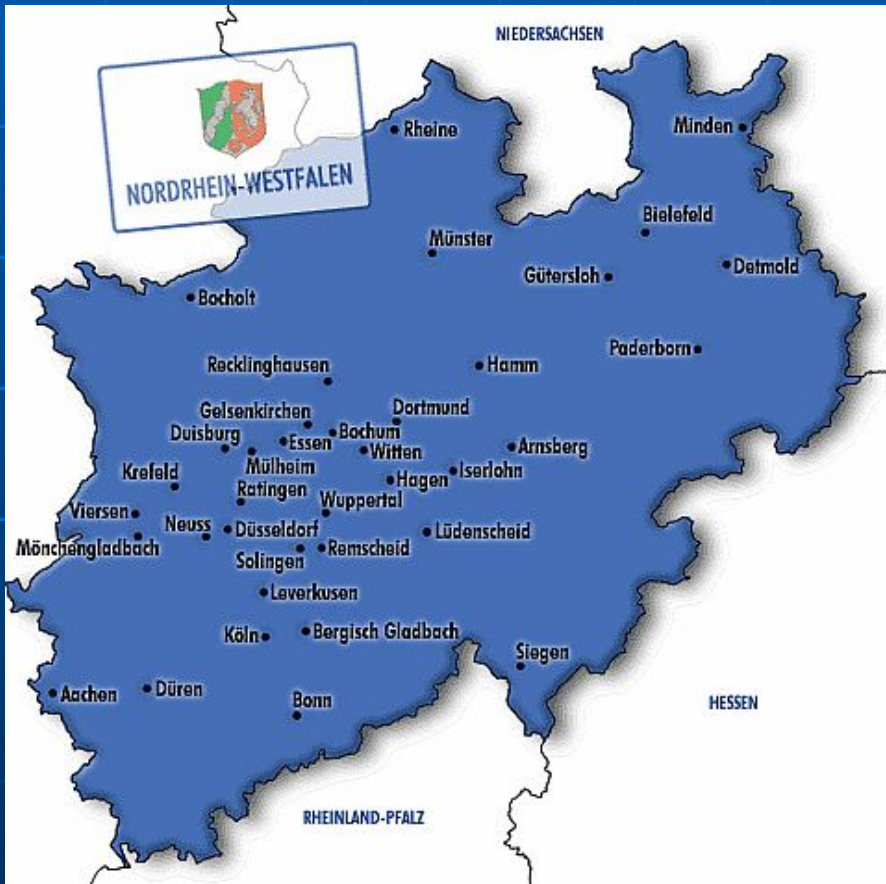 NIEDERSACHSEN
NORDRHEIN-WESTFALEN
Rheine
Minden
Bielefeld
Münster
Detmold
Gütersloh
Bocholt
Paderborn
Recklinghausen
Hamm
Gelsenkirchen
Dortmund
Duisburg
Essen
Bochum
Witten
Arnsberg
Mülheim
Krefeld
Hagen
Iserlohn
Ratingen
Wuppertal
Viersen
Neuss
Düsseldorf
Lüdenscheid
Mönchengladbach
Solingen
Remscheid
Leverkusen
Köln
Bergisch Gladbach
Siegen
Aachen
Düren
Bonn
HESSEN
RHEINLAND-PFALZ